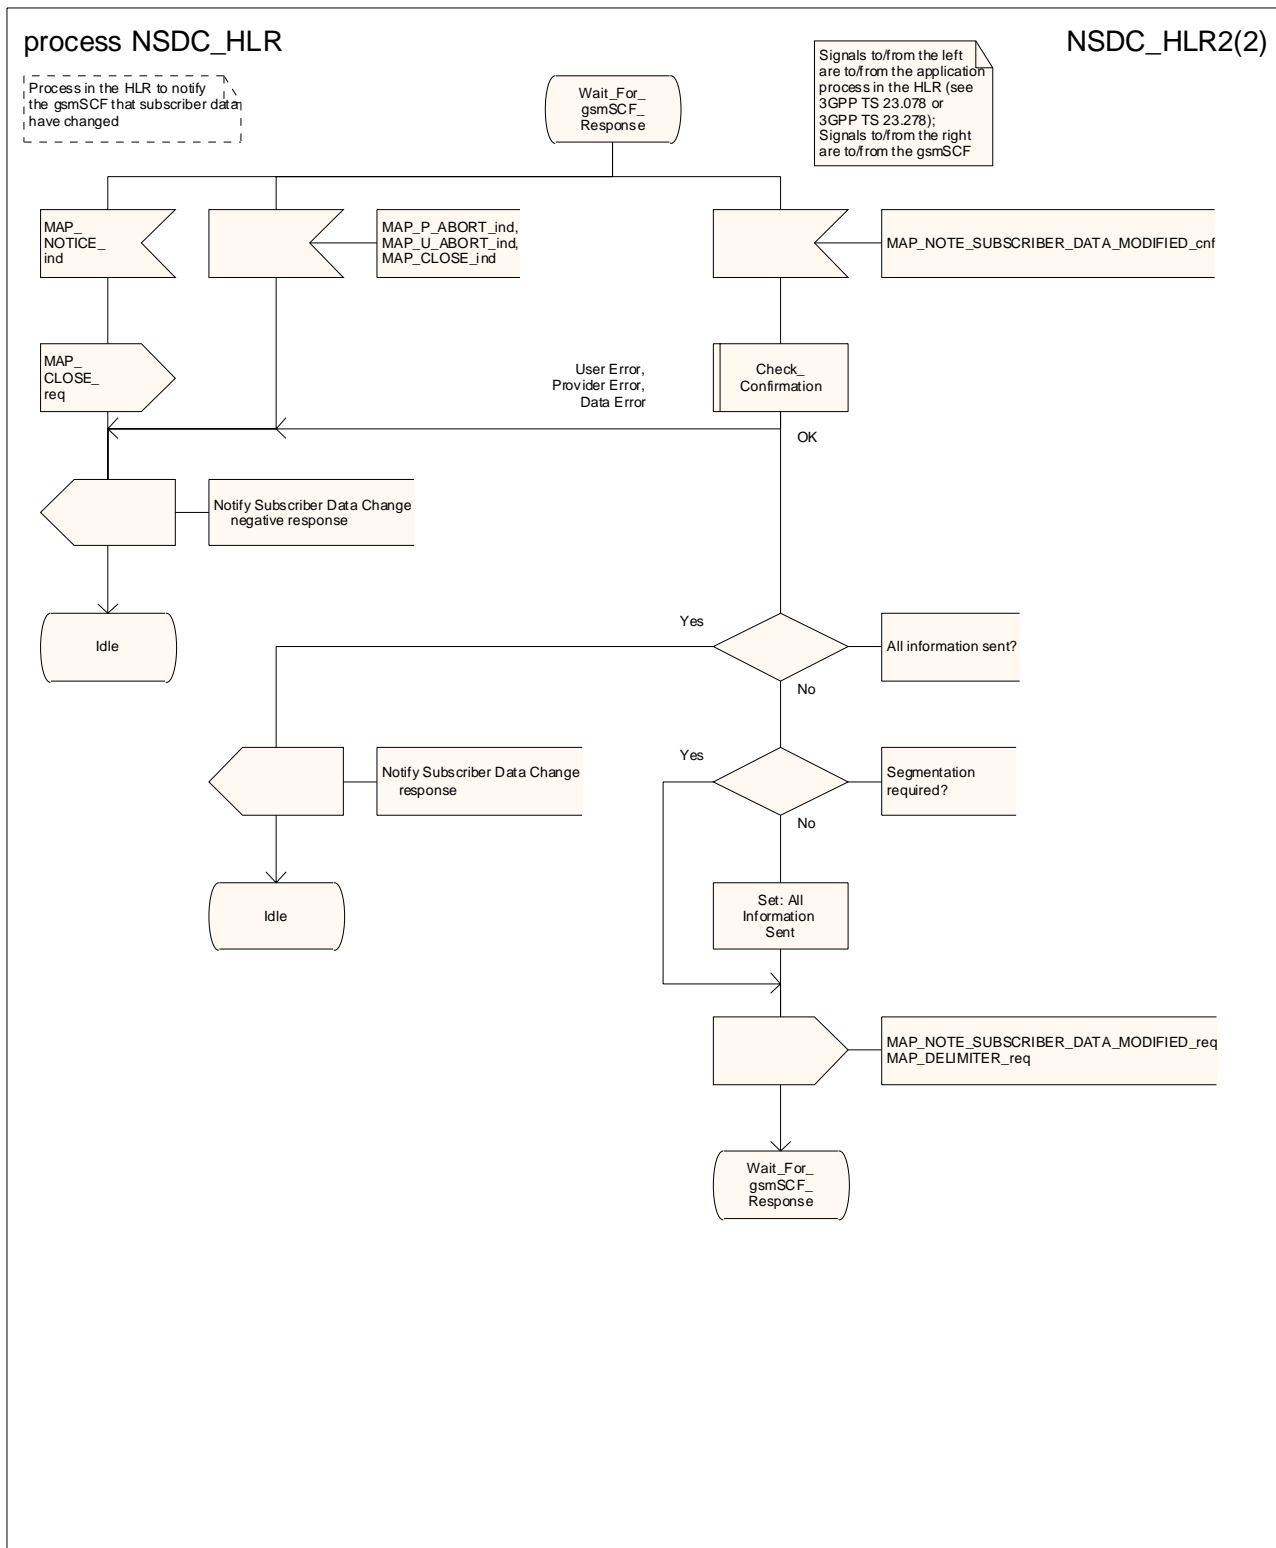 process NSDC_HLR
NSDC_HLR2(2)
Process in the HLR to notify
the gsmSCF that subscriber data
have changed
Wait_For_
gsmSCF_
Response
Signals to/from the left
are to/from the application
process in the HLR (see
3GPP TS 23.078 or
3GPP TS 23.278);
Signals to/from the right
are to/from the gsmSCF
MAP_
NOTICE_
ind
MAP_P_ABORT_ind,
MAP_U_ABORT_ind,
MAP_CLOSE_ind
MAP_NOTE_SUBSCRIBER_DATA_MODIFIED_cnf
MAP_
CLOSE_
req
User Error,
Provider Error,
Data Error
Check_
Confirmation
OK
Notify Subscriber Data Change
negative response
Idle
Yes
All information sent?
No
Notify Subscriber Data Change
response
Yes
Segmentation
required?
No
Idle
Set: All
Information
Sent
MAP_NOTE_SUBSCRIBER_DATA_MODIFIED_req
MAP_DELIMITER_req
Wait_For_
gsmSCF_
Response